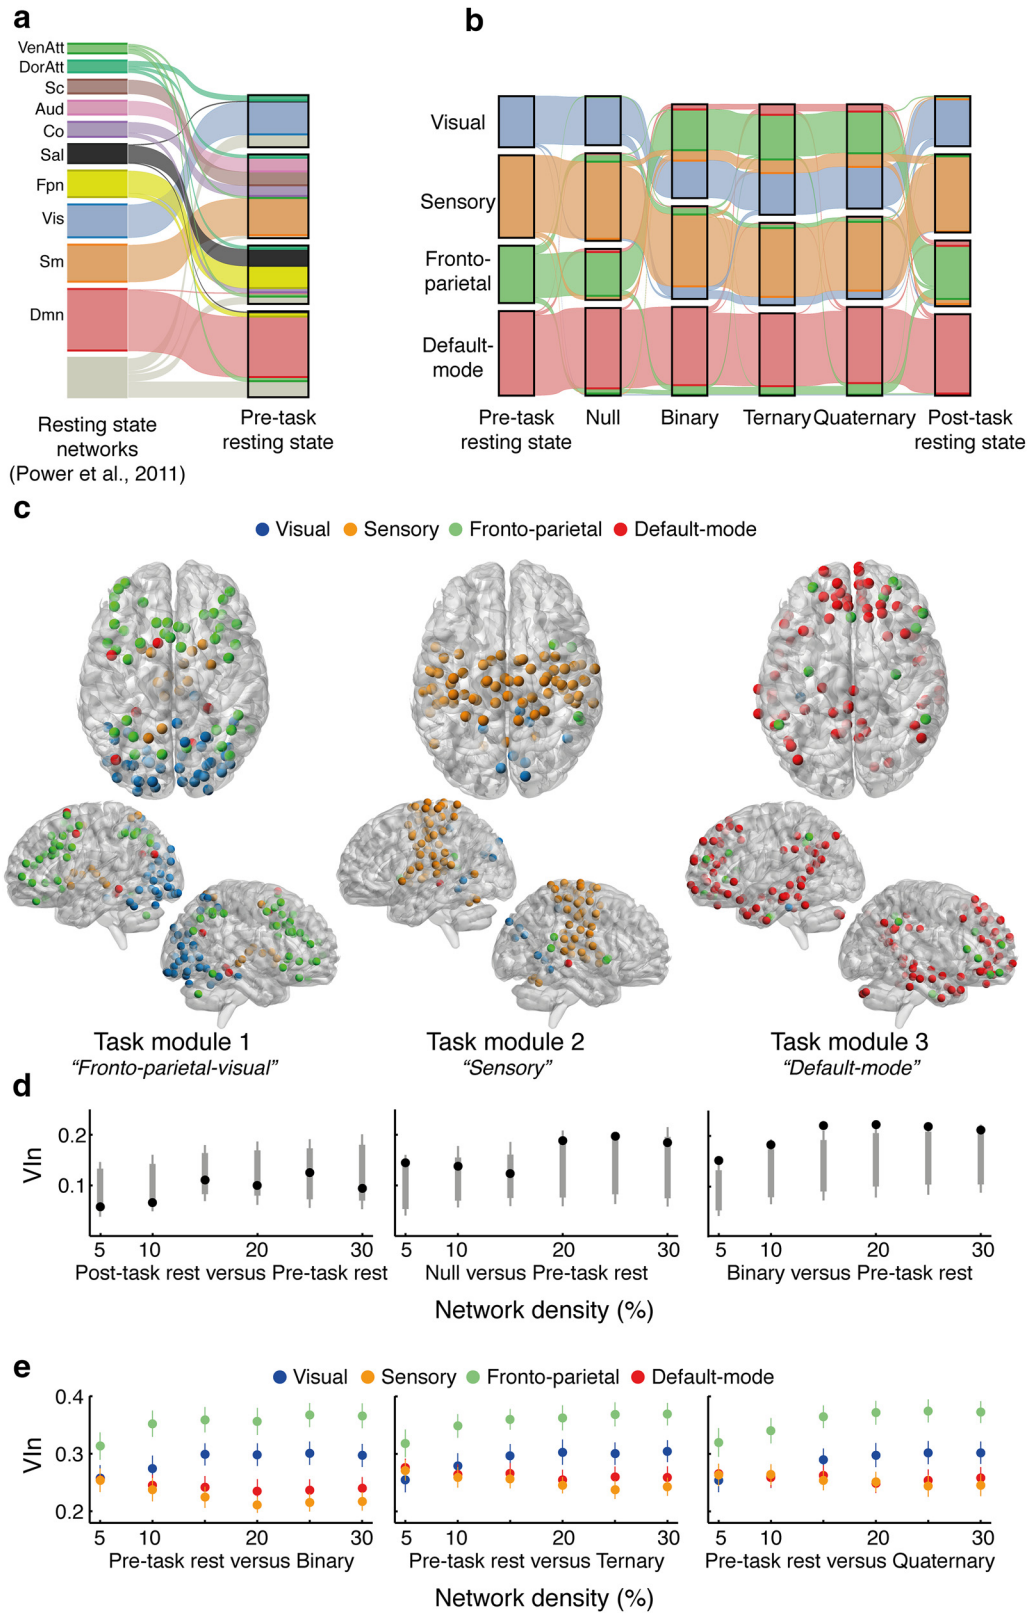 a
VenAtt
DorAtt
Sc
Aud
Co
Sal
Fpn
Vis
Sm
Dmn
Resting state
networks
(Power et al., 2011)
Pre-task
resting state
b
Visual
Sensory
Fronto-
parietal
Default-
mode
Pre-task
resting state
Null
Binary
Ternary
Quaternary
Post-task
resting state
c
Visual Sensory Fronto-parietal Default-mode
Task module 1
“Fronto-parietal-visual”
Task module 2
“Sensory”
Task module 3
“Default-mode”
d
VIn
0.2
0.1
5 10 20 30
Post-task rest versus Pre-task rest
5 10 20 30
Null versus Pre-task rest
5 10 20 30
Binary versus Pre-task rest
Network density (%)
e
Visual Sensory Fronto-parietal Default-mode
VIn
0.4
0.3
0.2
5 10 20 30
Pre-task rest versus Binary
5 10 20 30
Pre-task rest versus Ternary
5 10 20 30
Pre-task rest versus Quaternary
Network density (%)